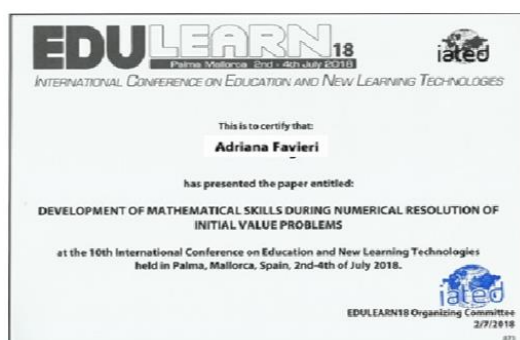 EDULEARN18
Palma Mallorca 2nd - 4th July 2018
iated
INTERNATIONAL CONFERENCE ON EDUCATION AND NEW LEARNING TECHNOLOGIES
This is to certify that:
Adriana Favieri
has presented the paper entitled:
DEVELOPMENT OF MATHEMATICAL SKILLS DURING NUMERICAL RESOLUTION OF
INITIAL VALUE PROBLEMS
at the 10th International Conference on Education and New Learning Technologies
held in Palma, Mallorca, Spain, 2nd-4th of July 2018.
iated
EDULEARN18 Organizing Committee
2/7/2018